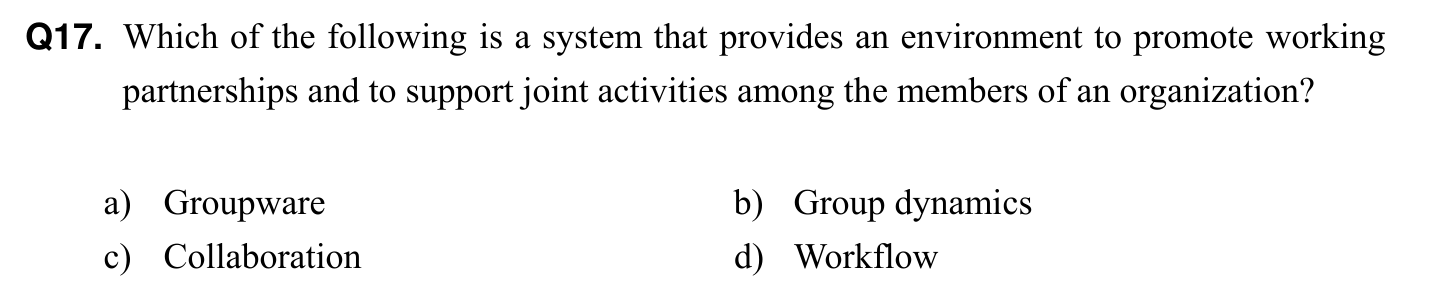 Q17. Which of the following is a system that provides an environment to promote working
partnerships and to support joint activities among the members of an organization?
a) Groupware b) Group dynamics
c) Collaboration d) Workflow